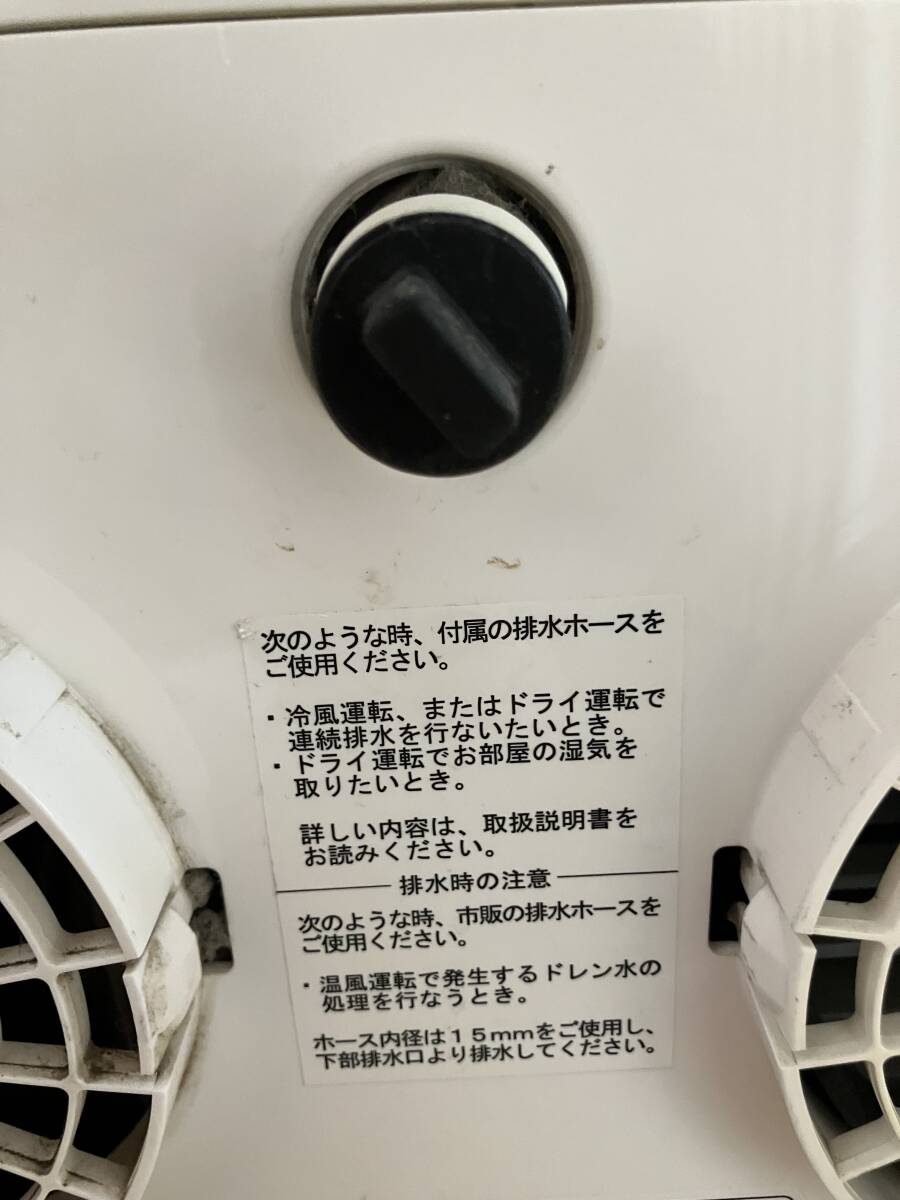 次のような時、付属の排水ホースを
ご使用ください。
・冷風運転、またはドライ運転で
連続排水を行ないたいとき。
・ドライ運転でお部屋の湿気を
取りたいとき。
詳しい内容は、取扱説明書を
お読みください。
排水時の注意
次のような時、市販の排水ホースを
ご使用ください。
・温風運転で発生するドレン水の
処理を行なうとき。
ホース内径は15mmをご使用し、
下部排水口より排水してください。